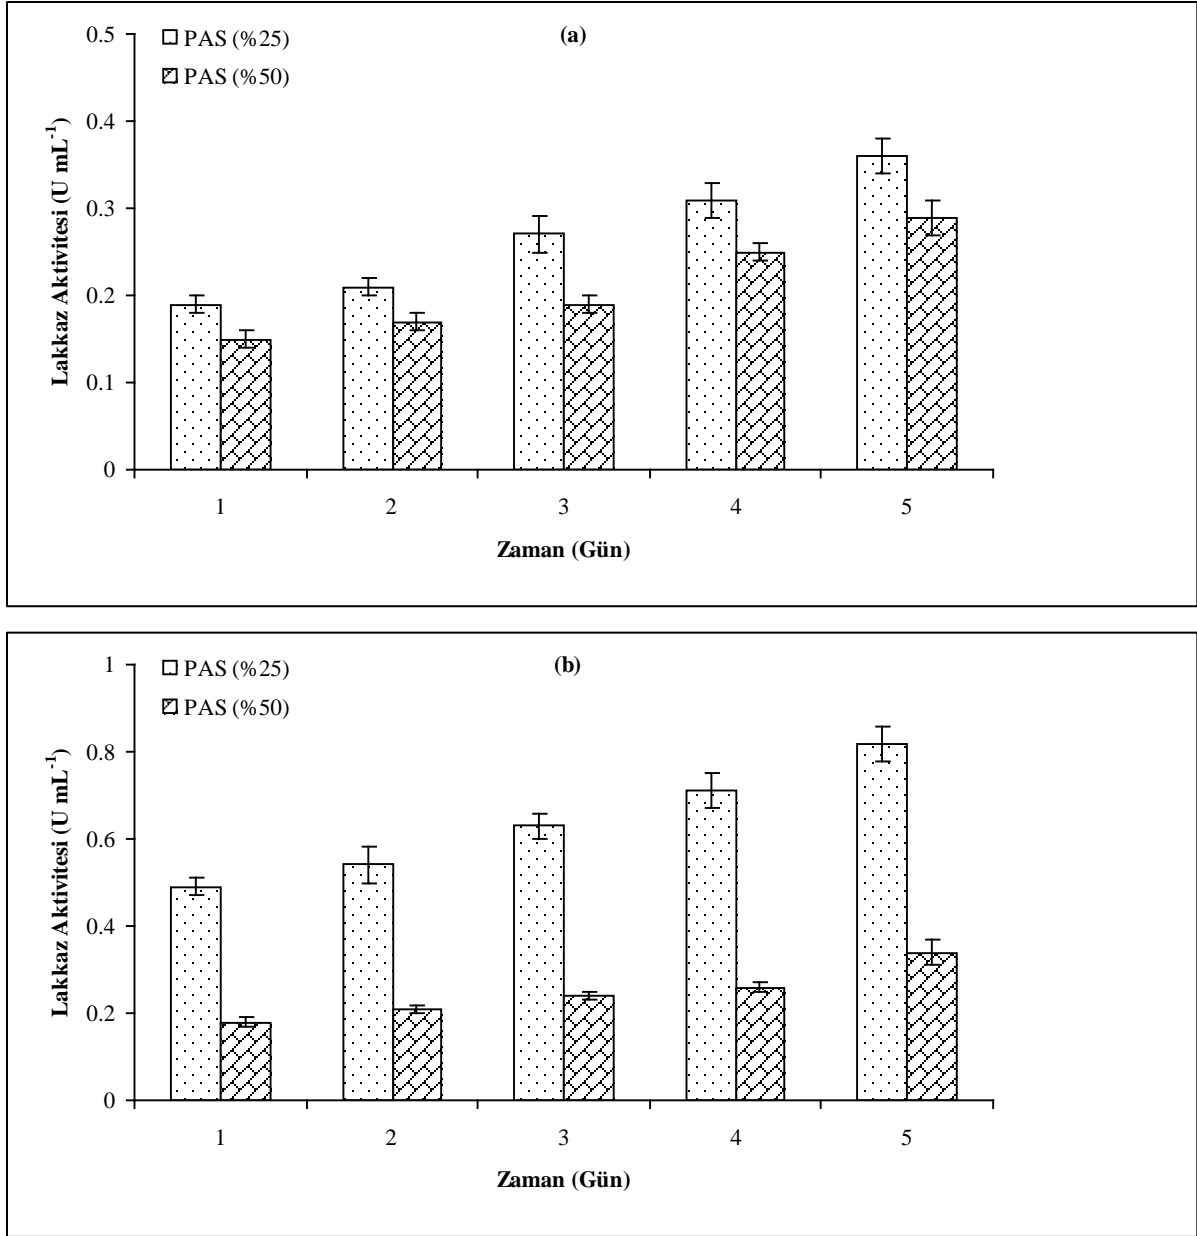 (a)
PAS (%25)
PAS (%50)
Lakkaz Aktivitesi (U mL-1)
0.5
0.4
0.3
0.2
0.1
0
1 2 3 4 5
Zaman (Gün)
(b)
PAS (%25)
PAS (%50)
Lakkaz Aktivitesi (U mL-1)
1
0.8
0.6
0.4
0.2
0
1 2 3 4 5
Zaman (Gün)